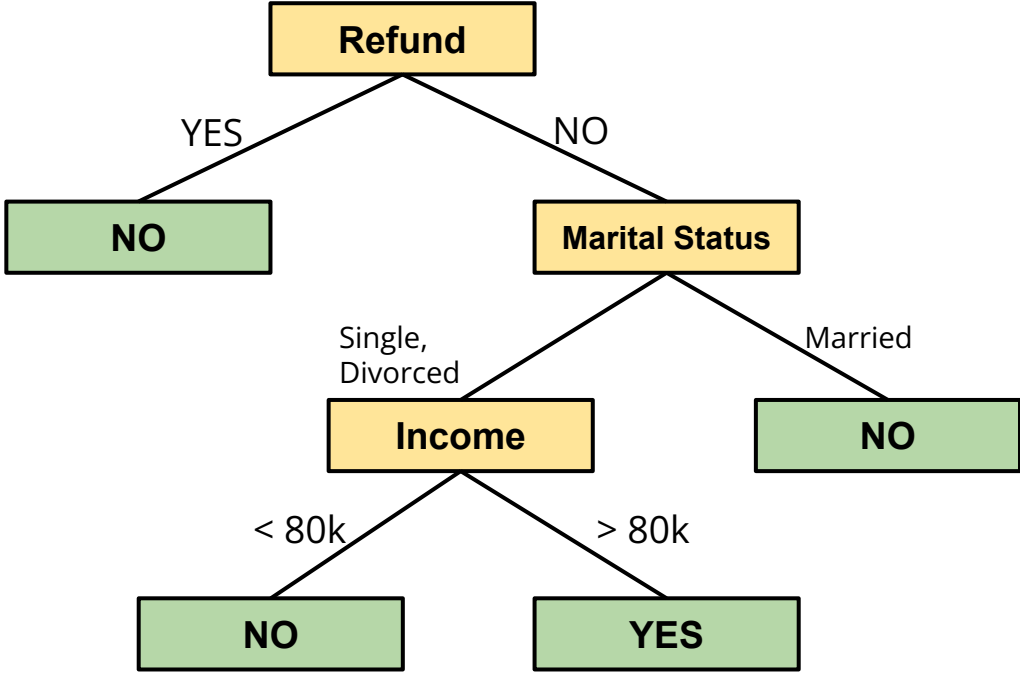 Refund
YES
NO
NO
Marital Status
Single,
Divorced
Married
Income
NO
< 80k
> 80k
NO
YES